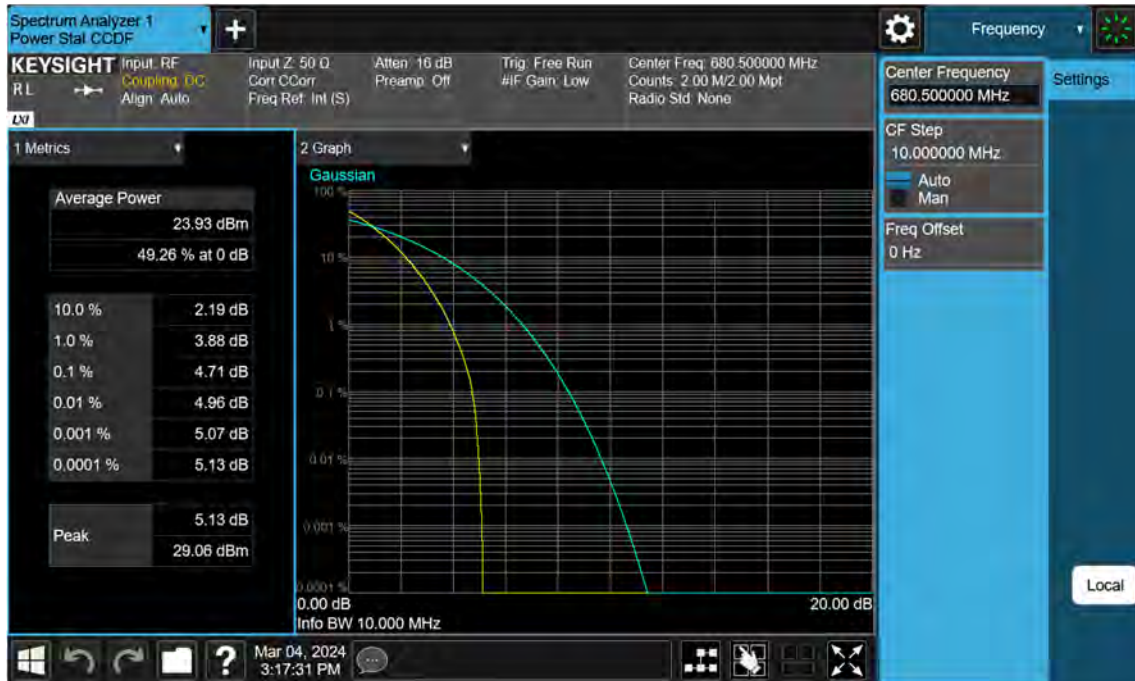 Spectrum Analyzer 1
Power Stat CCDF
+
Frequency
KEYSIGHT
RL
LXI
Input: RF
Coupling: DC
Align: Auto
Input Z: 50 Ω
Corr CCorr
Freq Ref: Int (S)
Atten: 16 dB
Preamp: Off
Trig: Free Run
#IF Gain: Low
Center Freq: 680.500000 MHz
Counts: 2.00 M/2.00 Mpt
Radio Std: None
Center Frequency
680.500000 MHz
Settings
CF Step
10.000000 MHz
Auto
Man
Freq Offset
0 Hz
Local
1 Metrics
Average Power
23.93 dBm
49.26 % at 0 dB
10.0 % 2.19 dB
1.0 % 3.88 dB
0.1 % 4.71 dB
0.01 % 4.96 dB
0.001 % 5.07 dB
0.0001 % 5.13 dB
Peak
5.13 dB
29.06 dBm
2 Graph
Gaussian
100 %
10 %
1 %
0.1 %
0.01 %
0.001 %
0.0001 %
0.00 dB 20.00 dB
Info BW 10.000 MHz
?
Mar 04, 2024
3:17:31 PM